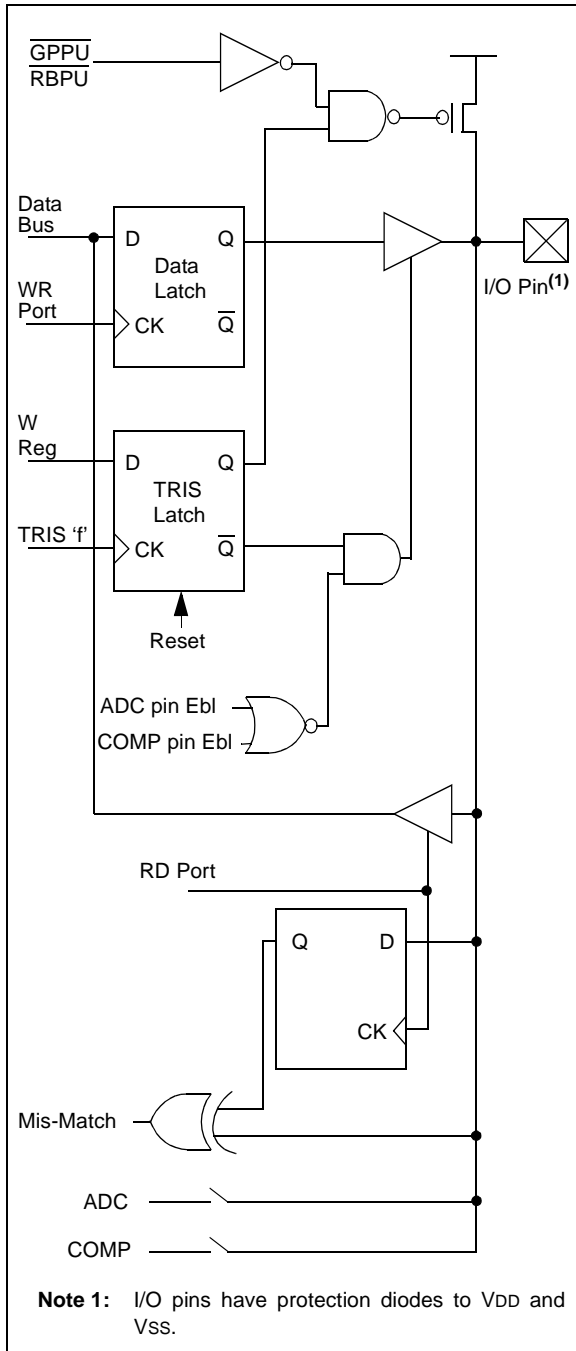 G̅P̅P̅U̅
R̅B̅P̅U̅
Data
Bus
D Q
Data
Latch
I/O Pin(1)
WR
Port
CK Q̅
W
Reg
D Q
TRIS
Latch
TRIS ‘f’
CK Q̅
Reset
ADC pin Ebl
COMP pin Ebl
RD Port
Q D
CK
Mis-Match
ADC
COMP
Note 1: I/O pins have protection diodes to VDD and
VSS.